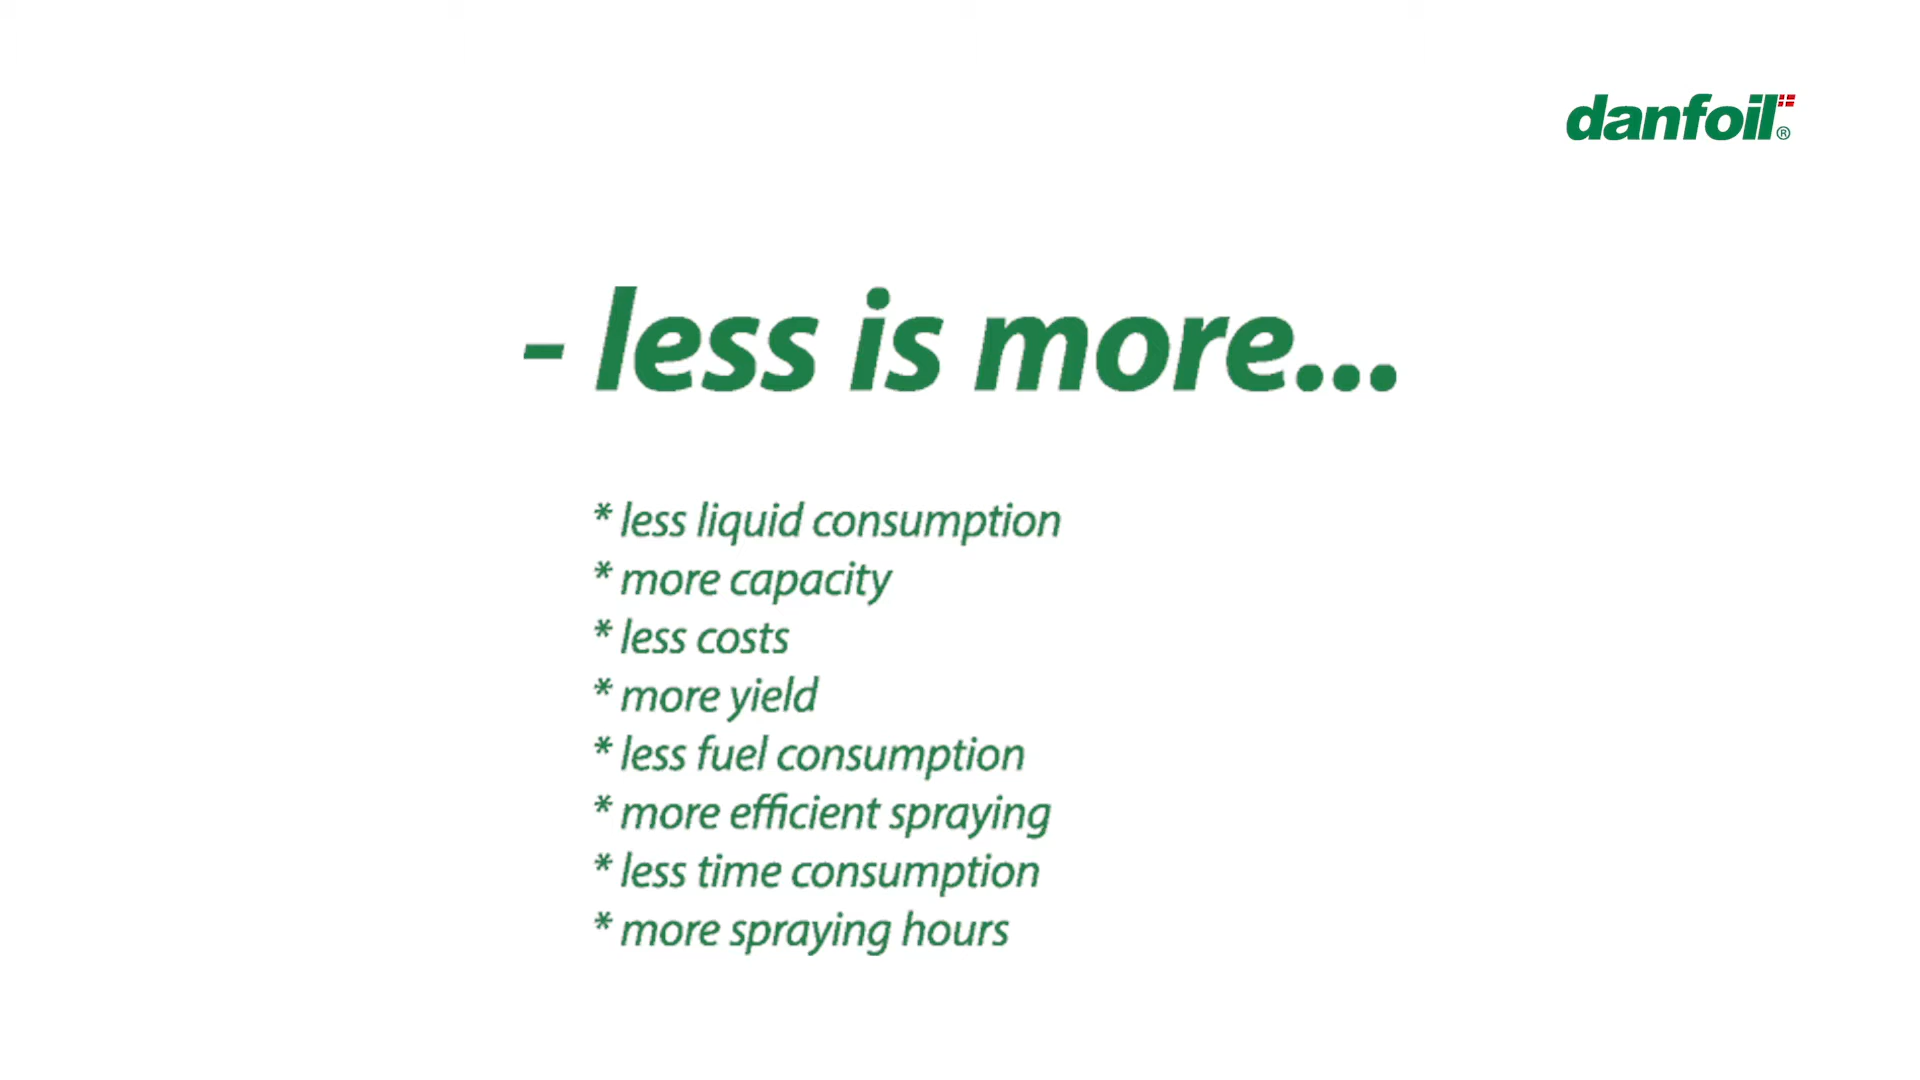 danfoil®
- less is more...
* less liquid consumption
* more capacity
* less costs
* more yield
* less fuel consumption
* more efficient spraying
* less time consumption
* more spraying hours